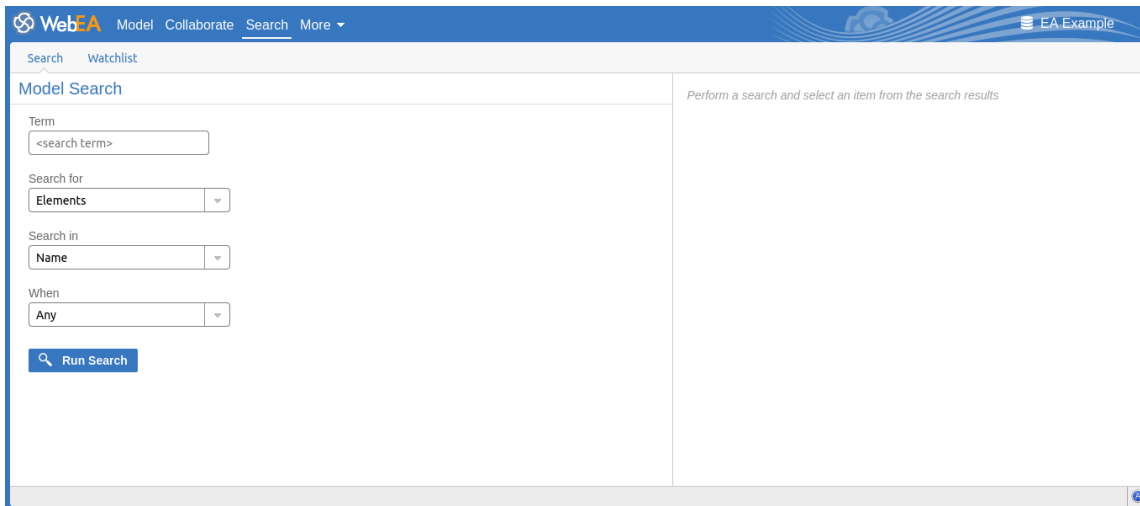 WebEA Model Collaborate Search More EA Example
Search Watchlist
Model Search
Perform a search and select an item from the search results
Term
<search term>
Search for
Elements
Search in
Name
When
Any
Run Search